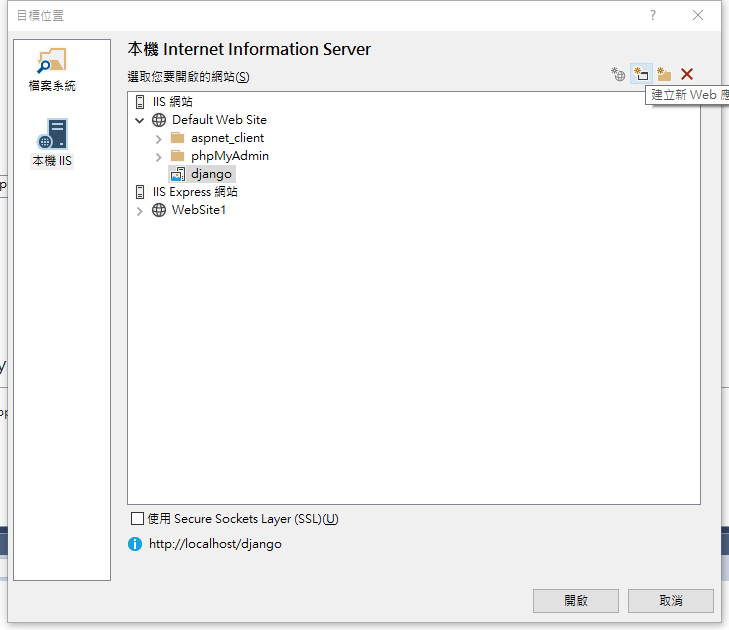 目標位置
本機 Internet Information Server
選取您要開啟的網站(S)
建立新 Web 應
檔案系統
本機 IIS
IIS 網站
Default Web Site
aspnet_client
phpMyAdmin
django
IIS Express 網站
WebSite1
使用 Secure Sockets Layer (SSL)(U)
http://localhost/django
開啟
取消